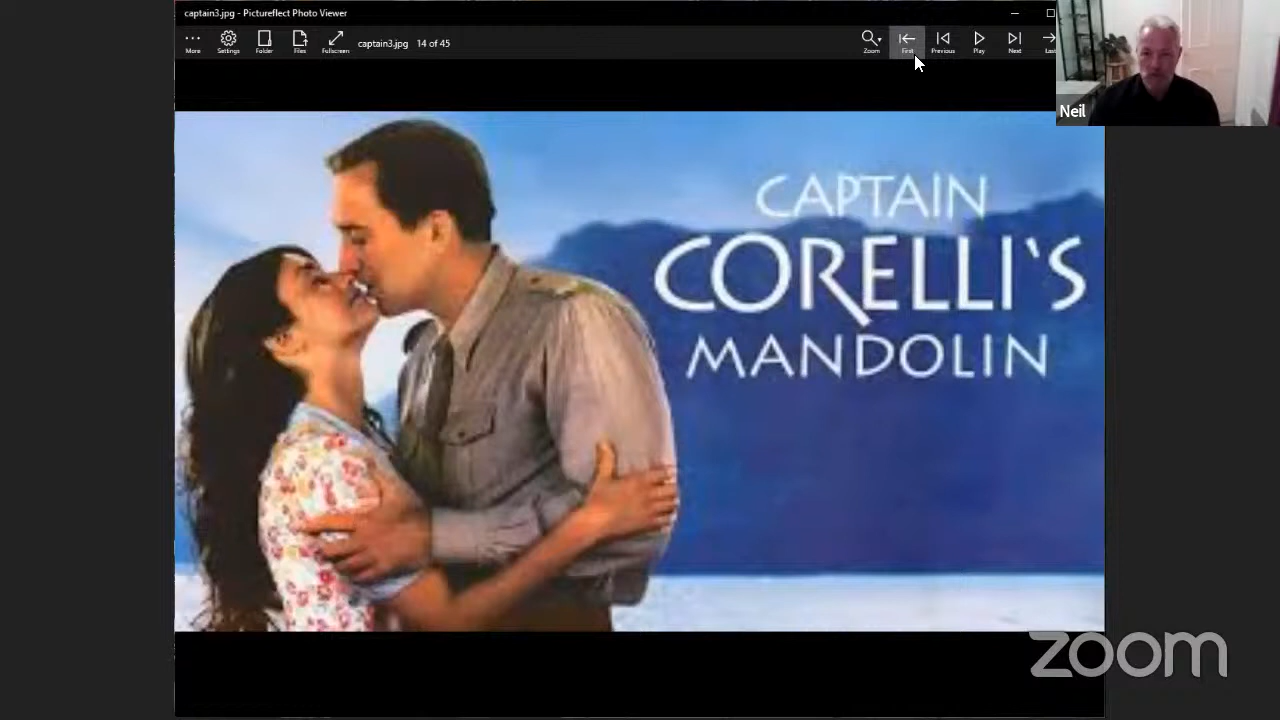 captain3.jpg - Pictureflect Photo Viewer
More
Settings
Folder
Files
Fullscreen
captain3.jpg 14 of 45
Zoom
First
Previous
Play
Next
Last
Neil
CAPTAIN
CORELLI'S
MANDOLIN
zoom